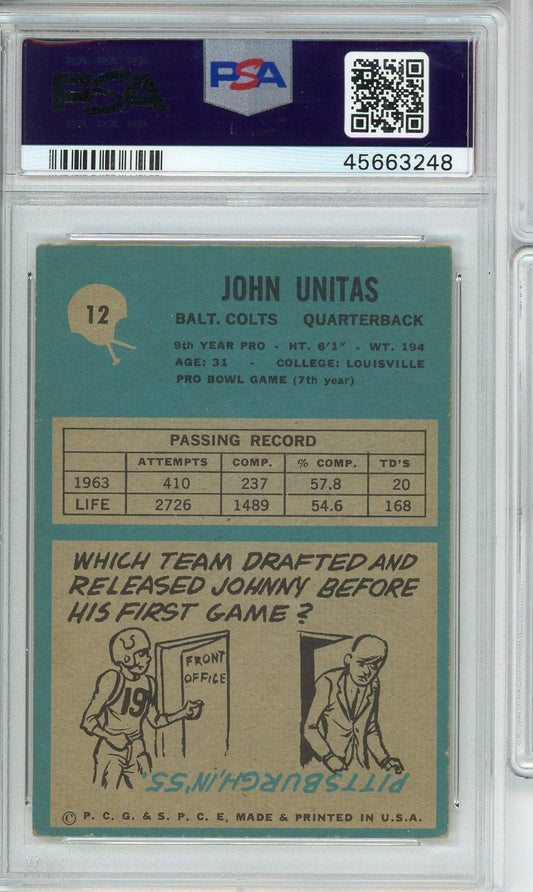 PSA
PSA
45663248
12
JOHN UNITAS
BALT. COLTS QUARTERBACK
9th YEAR PRO - HT. 6'1" - WT. 194
AGE: 31 - COLLEGE: LOUISVILLE
PRO BOWL GAME (7th year)
PASSING RECORD
ATTEMPTS COMP. % COMP. TD'S
1963 410 237 57.8 20
LIFE 2726 1489 54.6 168
WHICH TEAM DRAFTED AND
RELEASED JOHNNY BEFORE
HIS FIRST GAME?
FRONT
OFFICE
19
PITTSBURGH, IN '55.
© P. C. G. & S. P. C. E, MADE & PRINTED IN U.S.A.